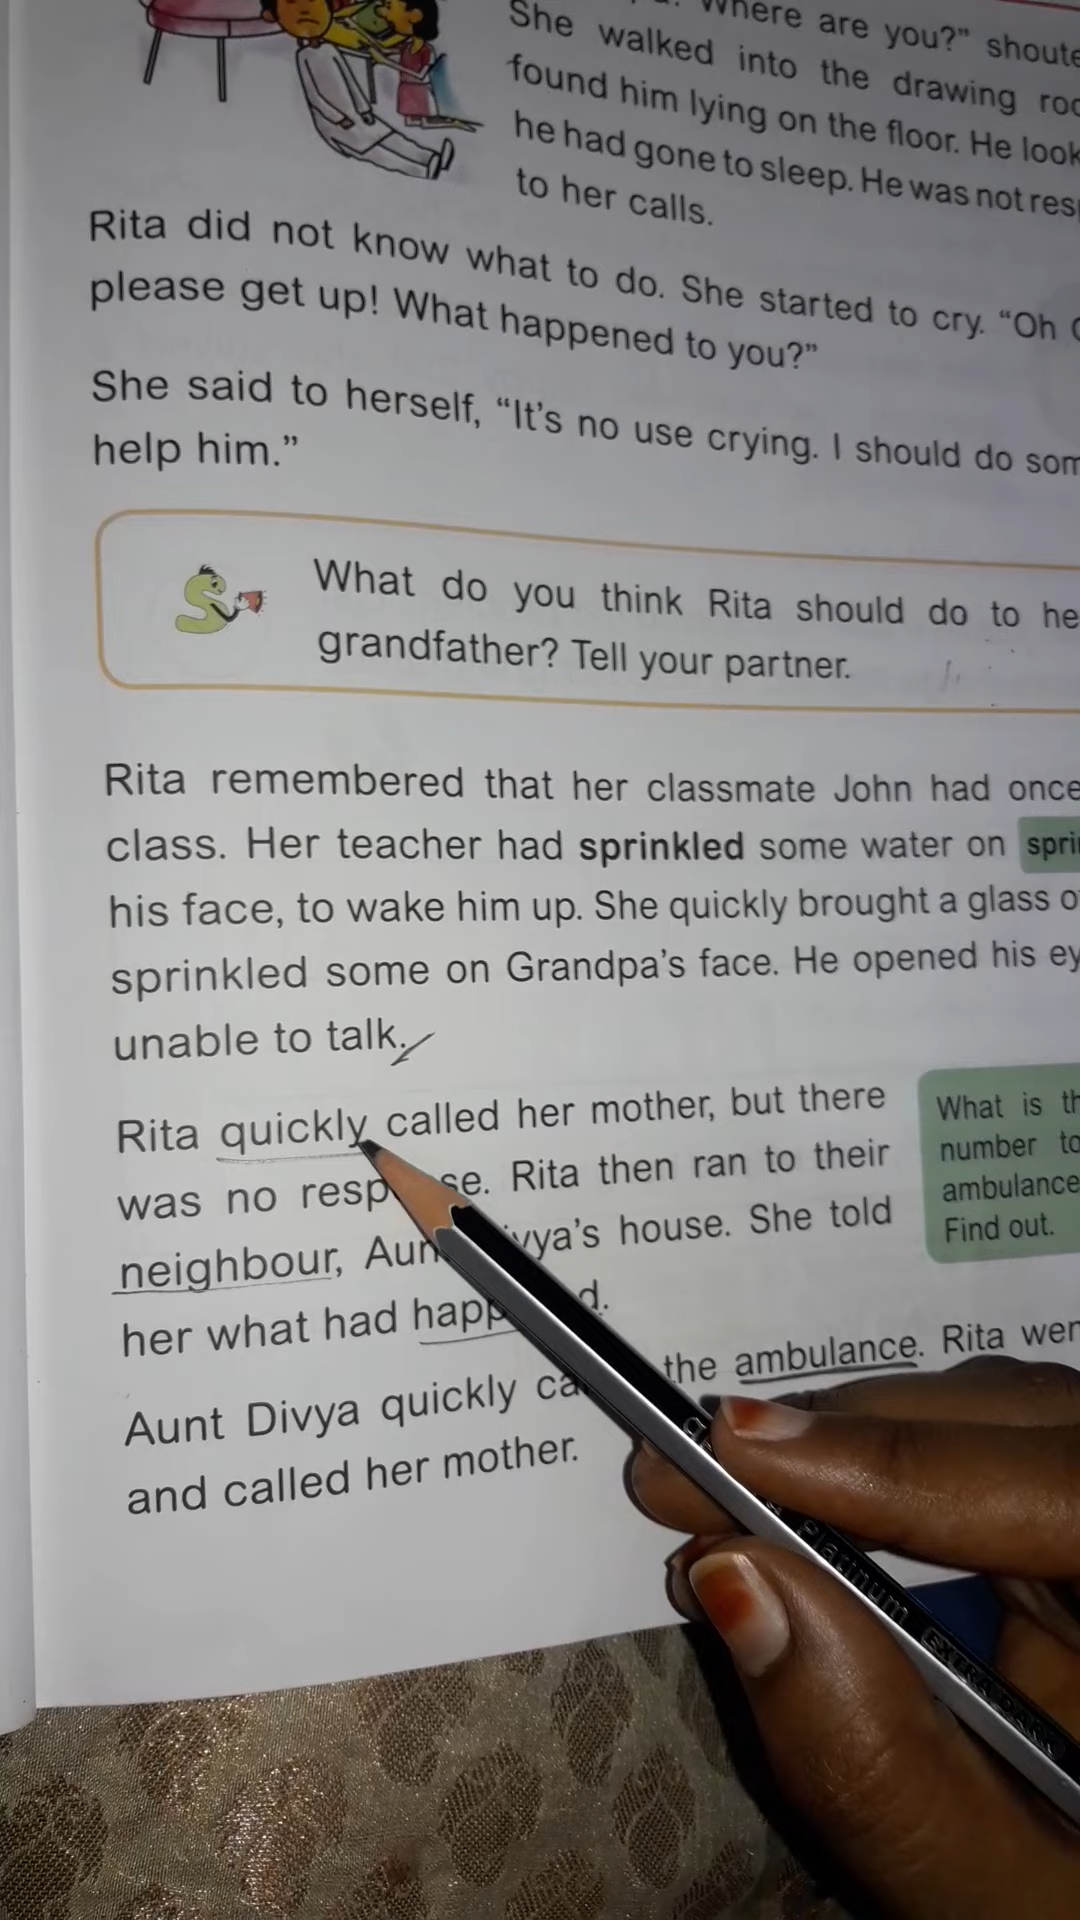 Where are you?” shoute
She walked into the drawing roo
found him lying on the floor. He look
he had gone to sleep. He was not resp
to her calls.
Rita did not know what to do. She started to cry. “Oh
please get up! What happened to you?”
She said to herself, “It’s no use crying. I should do som
help him.”
What do you think Rita should do to he
grandfather? Tell your partner.
Rita remembered that her classmate John had once
class. Her teacher had sprinkled some water on sprin
his face, to wake him up. She quickly brought a glass o
sprinkled some on Grandpa’s face. He opened his ey
unable to talk.
Rita quickly called her mother, but there
was no resp se. Rita then ran to their
neighbour, Aun vya’s house. She told
her what had happ d.
Aunt Divya quickly ca the ambulance. Rita wen
and called her mother.
What is th
number to
ambulance
Find out.
Platinum EXTRA DARK